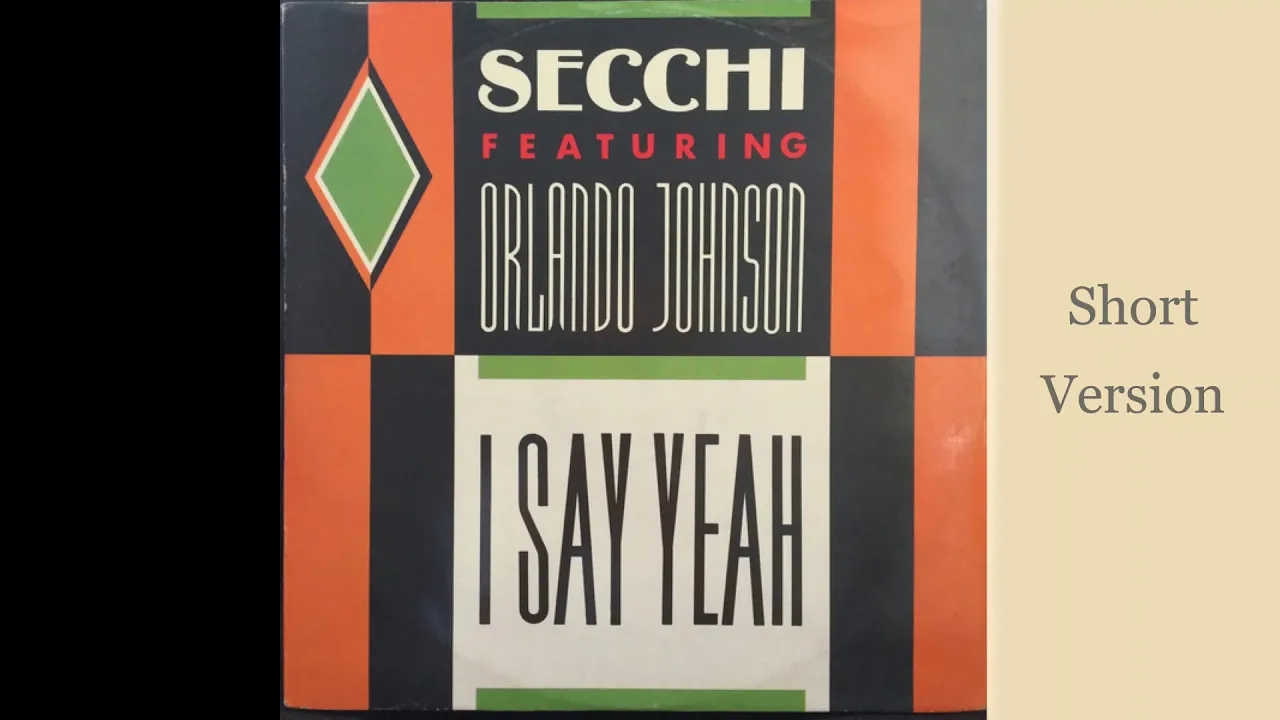 SECCHI
FEATURING
ORLANDO JOHNSON
I SAY YEAH
Short
Version